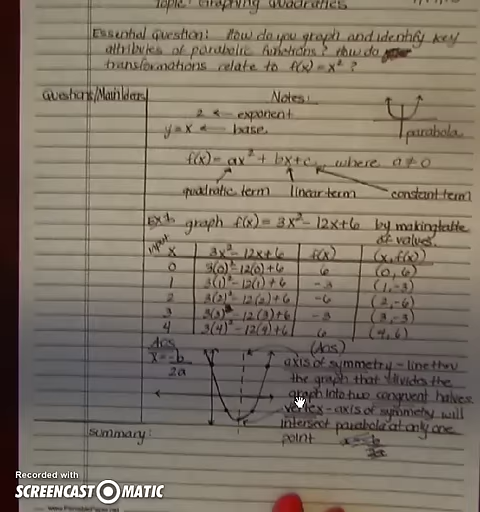 Topic: Graphing Quadratics
Essential Question: How do you graph and identify key
attributes of parabolic functions? How do
transformations relate to f(x)=x²?
Questions/Main Ideas
Notes:
2 ← exponent
y=x ← base
parabola
f(x)=ax²+bx+c, where a≠0
quadratic term linear term constant term
Ex 1: graph f(x)=3x²-12x+6 by making table
of values.
input
x 3x²-12x+6 f(x) (x,f(x))
0 3(0)²-12(0)+6 6 (0,6)
1 3(1)²-12(1)+6 -3 (1,-3)
2 3(2)²-12(2)+6 -6 (2,-6)
3 3(3)²-12(3)+6 -3 (3,-3)
4 3(4)²-12(4)+6 6 (4,6)
Aos
x=-b/2a
(Aos)
axis of symmetry - line thru
the graph that divides the
graph into two congruent halves
vertex - axis of symmetry will
intersect parabola at only one
point x=-b/2a
Summary:
Recorded with
SCREENCAST-O-MATIC